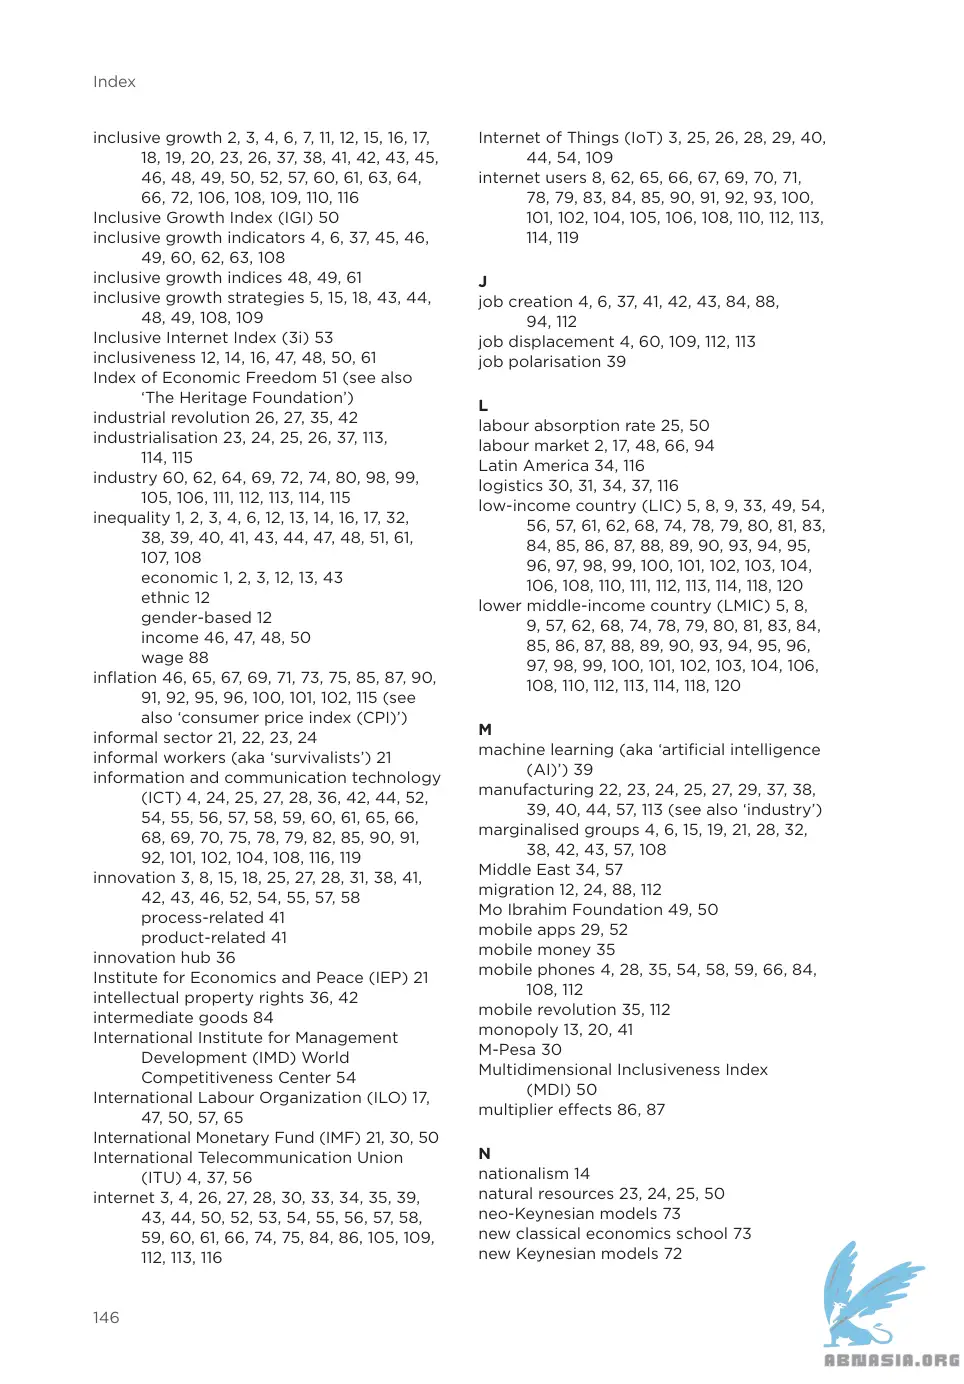 Index
inclusive growth 2, 3, 4, 6, 7, 11, 12, 15, 16, 17,
18, 19, 20, 23, 26, 37, 38, 41, 42, 43, 45,
46, 48, 49, 50, 52, 57, 60, 61, 63, 64,
66, 72, 106, 108, 109, 110, 116
Inclusive Growth Index (IGI) 50
inclusive growth indicators 4, 6, 37, 45, 46,
49, 60, 62, 63, 108
inclusive growth indices 48, 49, 61
inclusive growth strategies 5, 15, 18, 43, 44,
48, 49, 108, 109
Inclusive Internet Index (3i) 53
inclusiveness 12, 14, 16, 47, 48, 50, 61
Index of Economic Freedom 51 (see also
‘The Heritage Foundation’)
industrial revolution 26, 27, 35, 42
industrialisation 23, 24, 25, 26, 37, 113,
114, 115
industry 60, 62, 64, 69, 72, 74, 80, 98, 99,
105, 106, 111, 112, 113, 114, 115
inequality 1, 2, 3, 4, 6, 12, 13, 14, 16, 17, 32,
38, 39, 40, 41, 43, 44, 47, 48, 51, 61,
107, 108
economic 1, 2, 3, 12, 13, 43
ethnic 12
gender-based 12
income 46, 47, 48, 50
wage 88
inflation 46, 65, 67, 69, 71, 73, 75, 85, 87, 90,
91, 92, 95, 96, 100, 101, 102, 115 (see
also ‘consumer price index (CPI)’)
informal sector 21, 22, 23, 24
informal workers (aka ‘survivalists’) 21
information and communication technology
(ICT) 4, 24, 25, 27, 28, 36, 42, 44, 52,
54, 55, 56, 57, 58, 59, 60, 61, 65, 66,
68, 69, 70, 75, 78, 79, 82, 85, 90, 91,
92, 101, 102, 104, 108, 116, 119
innovation 3, 8, 15, 18, 25, 27, 28, 31, 38, 41,
42, 43, 46, 52, 54, 55, 57, 58
process-related 41
product-related 41
innovation hub 36
Institute for Economics and Peace (IEP) 21
intellectual property rights 36, 42
intermediate goods 84
International Institute for Management
Development (IMD) World
Competitiveness Center 54
International Labour Organization (ILO) 17,
47, 50, 57, 65
International Monetary Fund (IMF) 21, 30, 50
International Telecommunication Union
(ITU) 4, 37, 56
internet 3, 4, 26, 27, 28, 30, 33, 34, 35, 39,
43, 44, 50, 52, 53, 54, 55, 56, 57, 58,
59, 60, 61, 66, 74, 75, 84, 86, 105, 109,
112, 113, 116
Internet of Things (IoT) 3, 25, 26, 28, 29, 40,
44, 54, 109
internet users 8, 62, 65, 66, 67, 69, 70, 71,
78, 79, 83, 84, 85, 90, 91, 92, 93, 100,
101, 102, 104, 105, 106, 108, 110, 112, 113,
114, 119
J
job creation 4, 6, 37, 41, 42, 43, 84, 88,
94, 112
job displacement 4, 60, 109, 112, 113
job polarisation 39
L
labour absorption rate 25, 50
labour market 2, 17, 48, 66, 94
Latin America 34, 116
logistics 30, 31, 34, 37, 116
low-income country (LIC) 5, 8, 9, 33, 49, 54,
56, 57, 61, 62, 68, 74, 78, 79, 80, 81, 83,
84, 85, 86, 87, 88, 89, 90, 93, 94, 95,
96, 97, 98, 99, 100, 101, 102, 103, 104,
106, 108, 110, 111, 112, 113, 114, 118, 120
lower middle-income country (LMIC) 5, 8,
9, 57, 62, 68, 74, 78, 79, 80, 81, 83, 84,
85, 86, 87, 88, 89, 90, 93, 94, 95, 96,
97, 98, 99, 100, 101, 102, 103, 104, 106,
108, 110, 112, 113, 114, 118, 120
M
machine learning (aka ‘artificial intelligence
(AI)’) 39
manufacturing 22, 23, 24, 25, 27, 29, 37, 38,
39, 40, 44, 57, 113 (see also ‘industry’)
marginalised groups 4, 6, 15, 19, 21, 28, 32,
38, 42, 43, 57, 108
Middle East 34, 57
migration 12, 24, 88, 112
Mo Ibrahim Foundation 49, 50
mobile apps 29, 52
mobile money 35
mobile phones 4, 28, 35, 54, 58, 59, 66, 84,
108, 112
mobile revolution 35, 112
monopoly 13, 20, 41
M-Pesa 30
Multidimensional Inclusiveness Index
(MDI) 50
multiplier effects 86, 87
N
nationalism 14
natural resources 23, 24, 25, 50
neo-Keynesian models 73
new classical economics school 73
new Keynesian models 72
146
ABNASIA.ORG